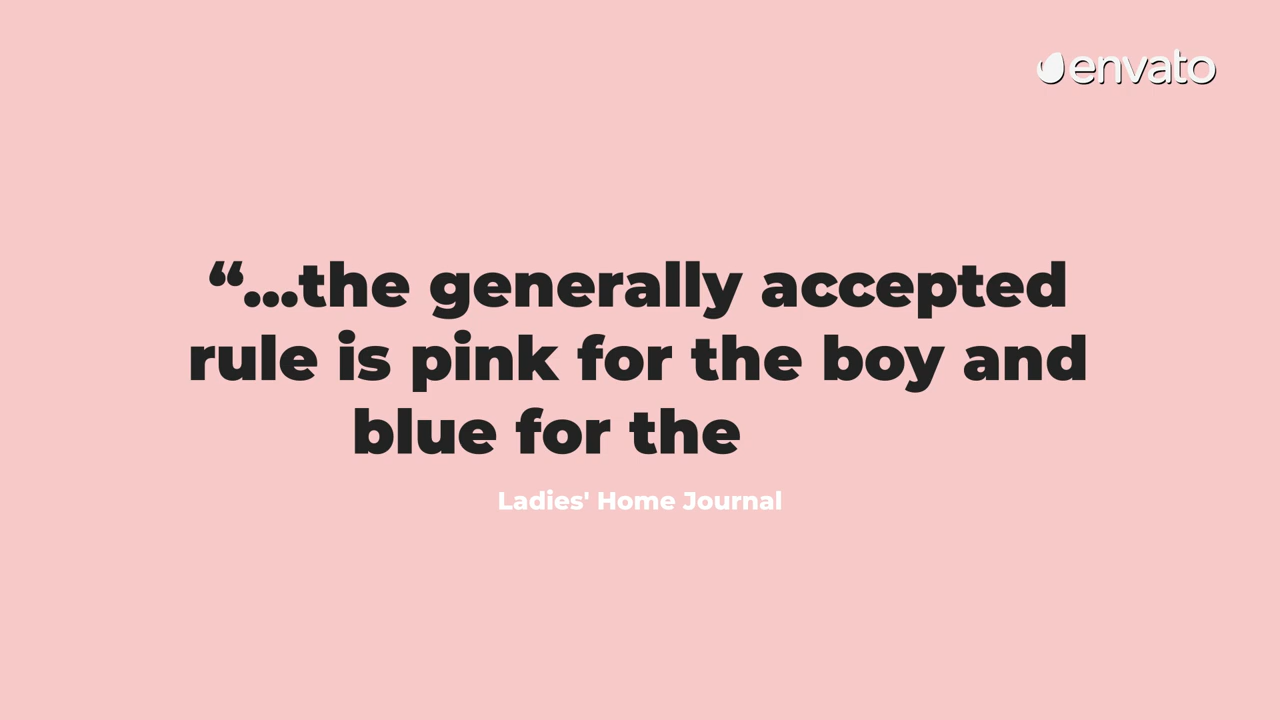 envato
“...the generally accepted
rule is pink for the boy and
blue for the
Ladies' Home Journal